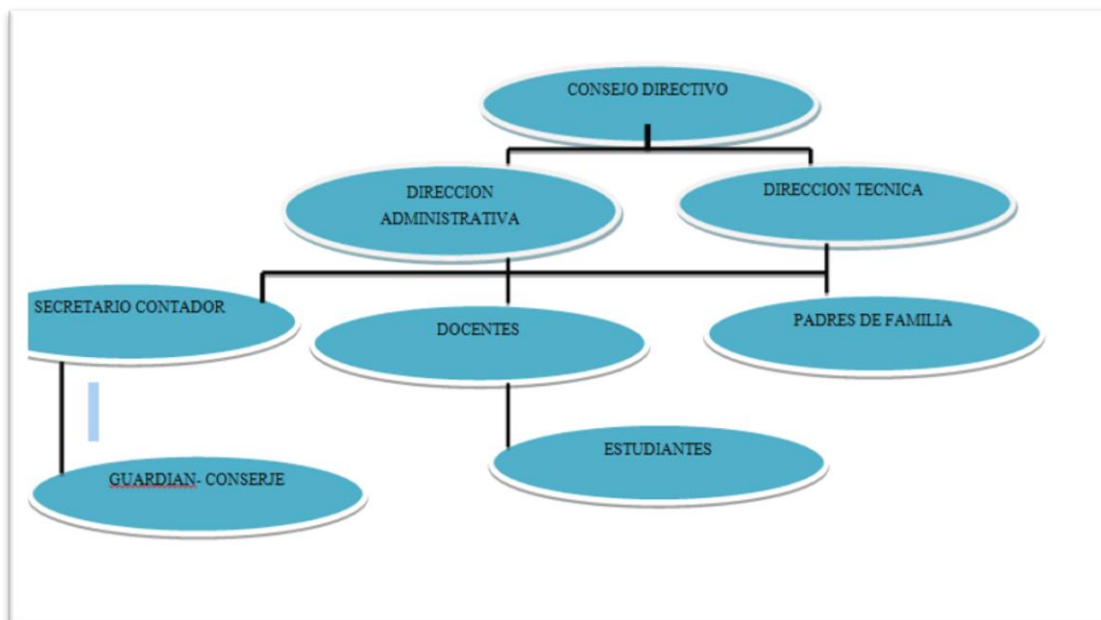 CONSEJO DIRECTIVO
DIRECCION
ADMINISTRATIVA
DIRECCION TECNICA
SECRETARIO CONTADOR
DOCENTES
PADRES DE FAMILIA
GUARDIAN- CONSERJE
ESTUDIANTES